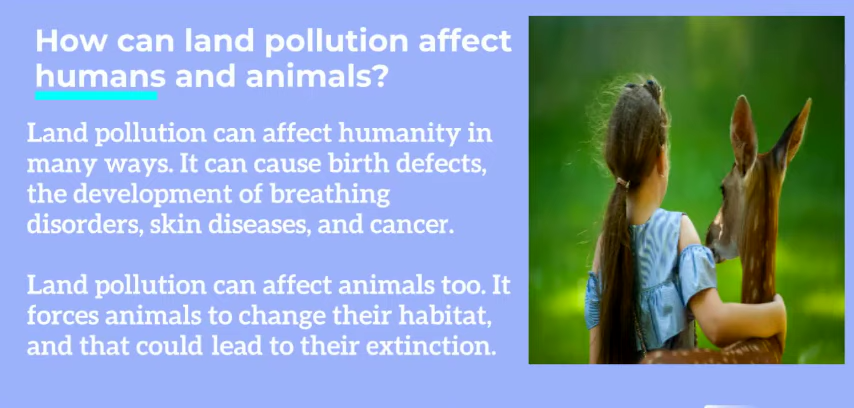 How can land pollution affect
humans and animals?
Land pollution can affect humanity in
many ways. It can cause birth defects,
the development of breathing
disorders, skin diseases, and cancer.
Land pollution can affect animals too. It
forces animals to change their habitat,
and that could lead to their extinction.